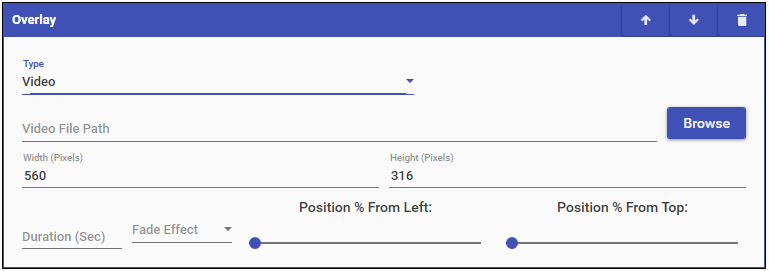 Overlay
Type
Video
Video File Path
Browse
Width (Pixels)
Height (Pixels)
560
316
Position % From Left:
Position % From Top:
Duration (Sec)
Fade Effect